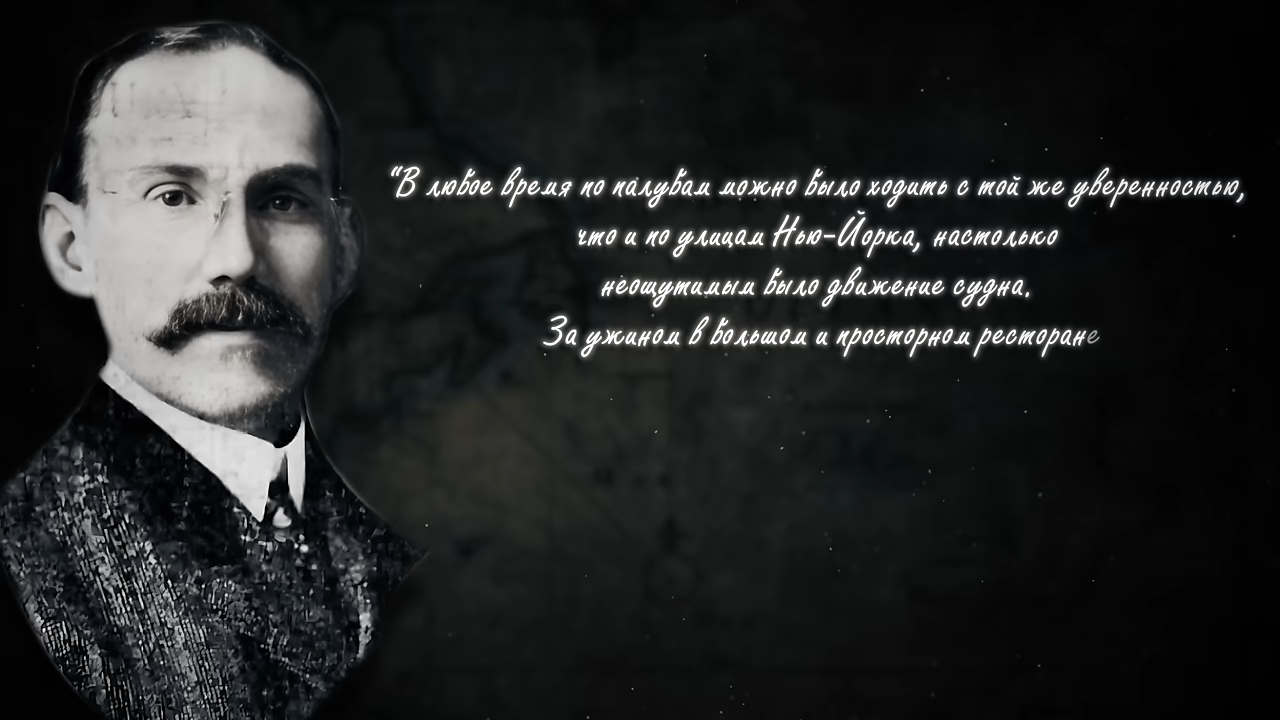 "В любое время по палубам можно было ходить с той же уверенностью,
что и по улицам Нью-Йорка, настолько
неощутимым было движение судна.
За ужином в большом и просторном ресторане